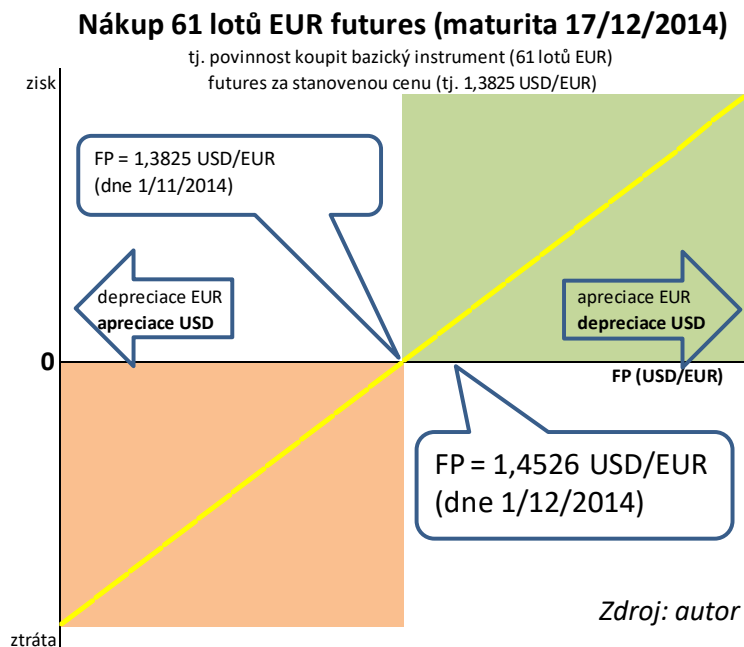 Nákup 61 lotů EUR futures (maturita 17/12/2014)
tj. povinnost koupit bazický instrument (61 lotů EUR)
futures za stanovenou cenu (tj. 1,3825 USD/EUR)
zisk
FP = 1,3825 USD/EUR
(dne 1/11/2014)
depreciace EUR
apreciace USD
apreciace EUR
depreciace USD
0
FP (USD/EUR)
FP = 1,4526 USD/EUR
(dne 1/12/2014)
Zdroj: autor
ztráta